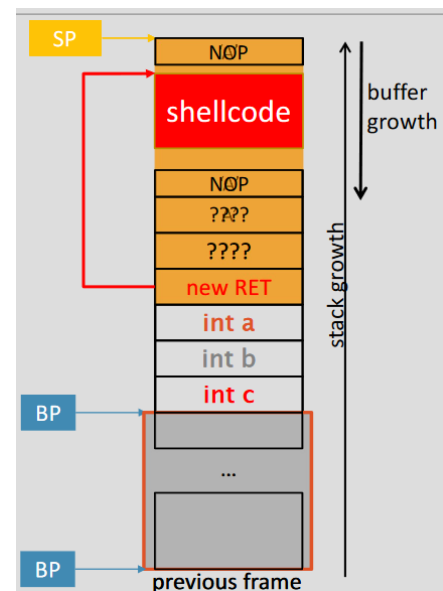 SP
NOP
shellcode
buffer
growth
NOP
????
????
new RET
stack growth
int a
int b
int c
BP
...
BP
previous frame